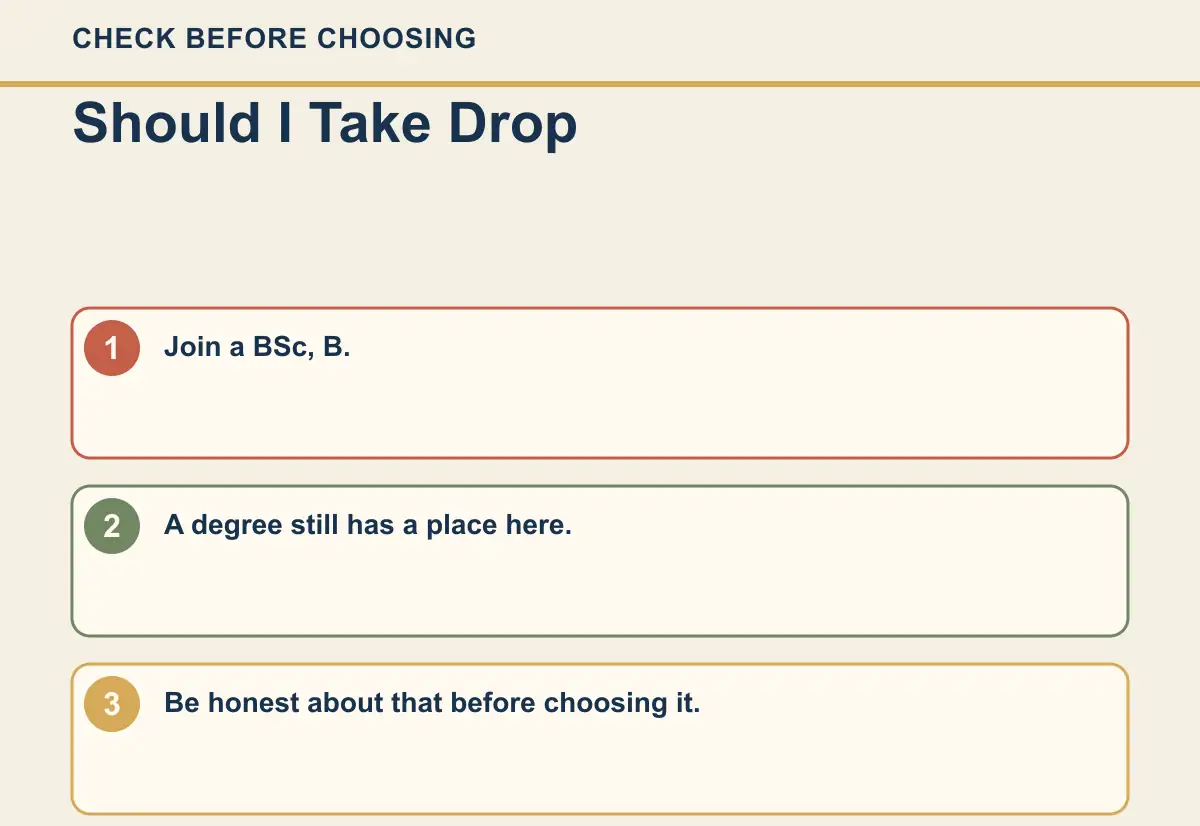 CHECK BEFORE CHOOSING
Should I Take Drop
1 Join a BSc, B.
2 A degree still has a place here.
3 Be honest about that before choosing it.